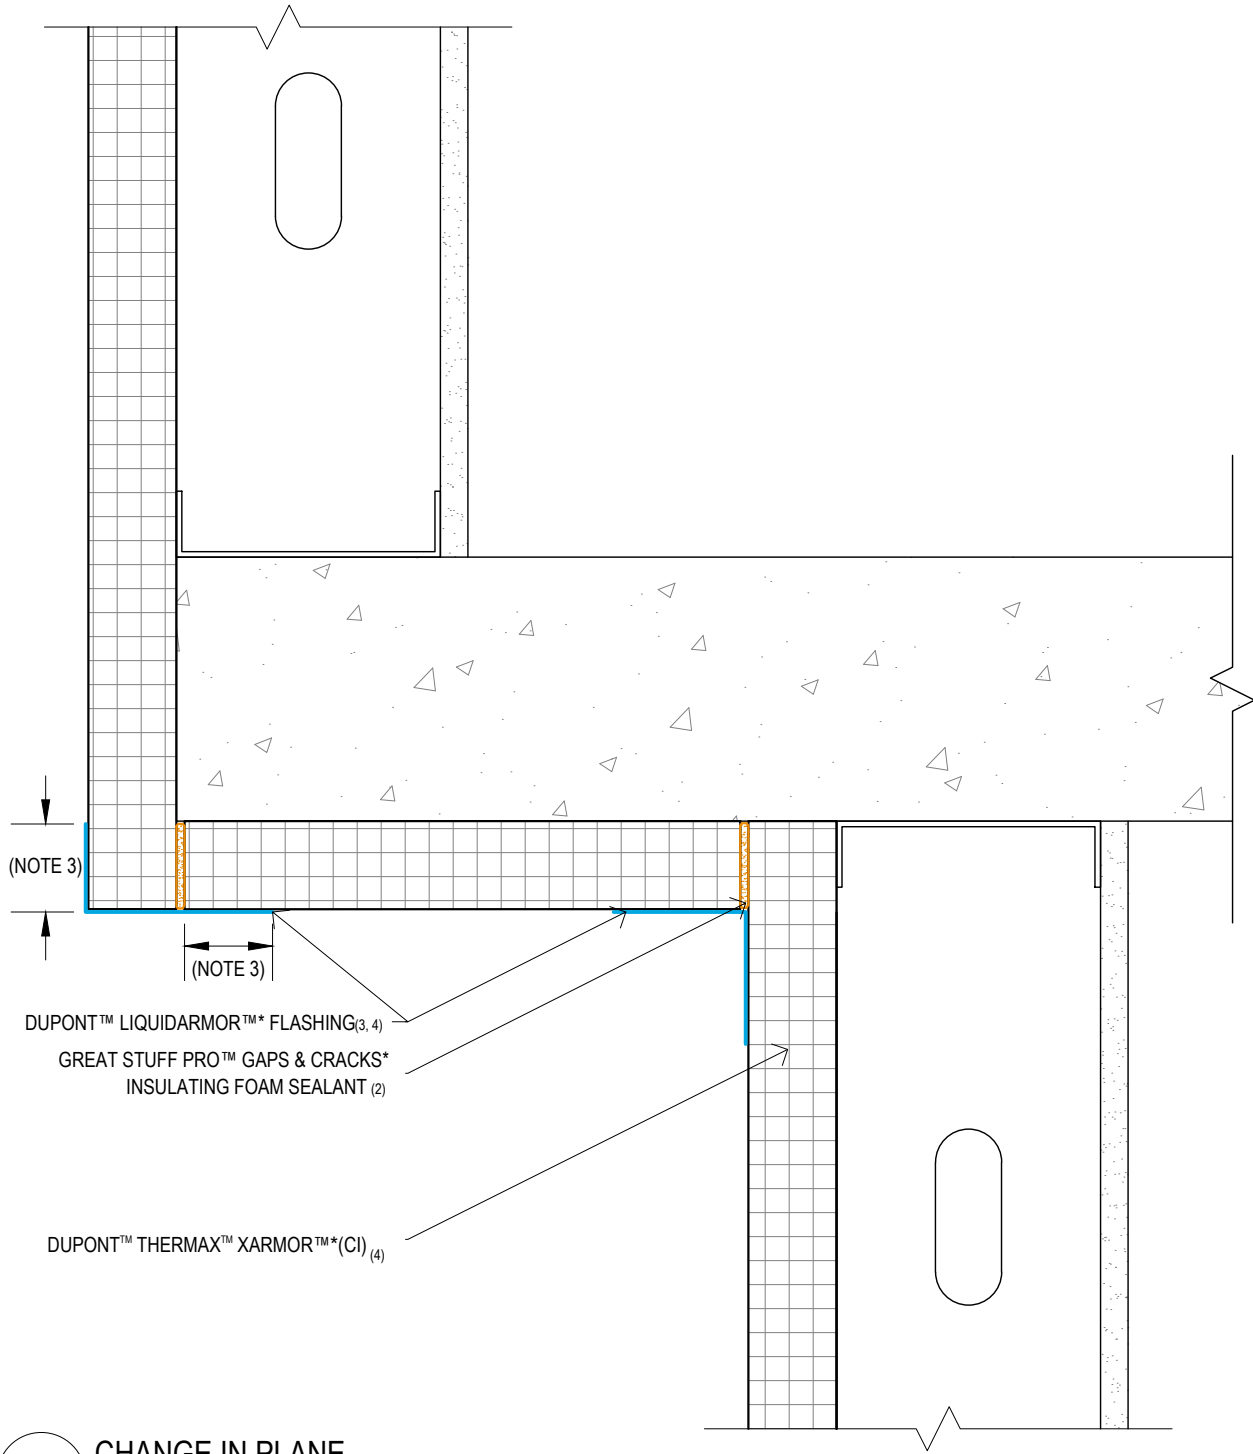 (NOTE 3)
(NOTE 3)
DUPONT™ LIQUIDARMOR™* FLASHING(3, 4)
GREAT STUFF PRO™ GAPS & CRACKS*
INSULATING FOAM SEALANT (2)
DUPONT™ THERMAX™ XARMOR™*(CI) (4)
CHANGE IN PLANE